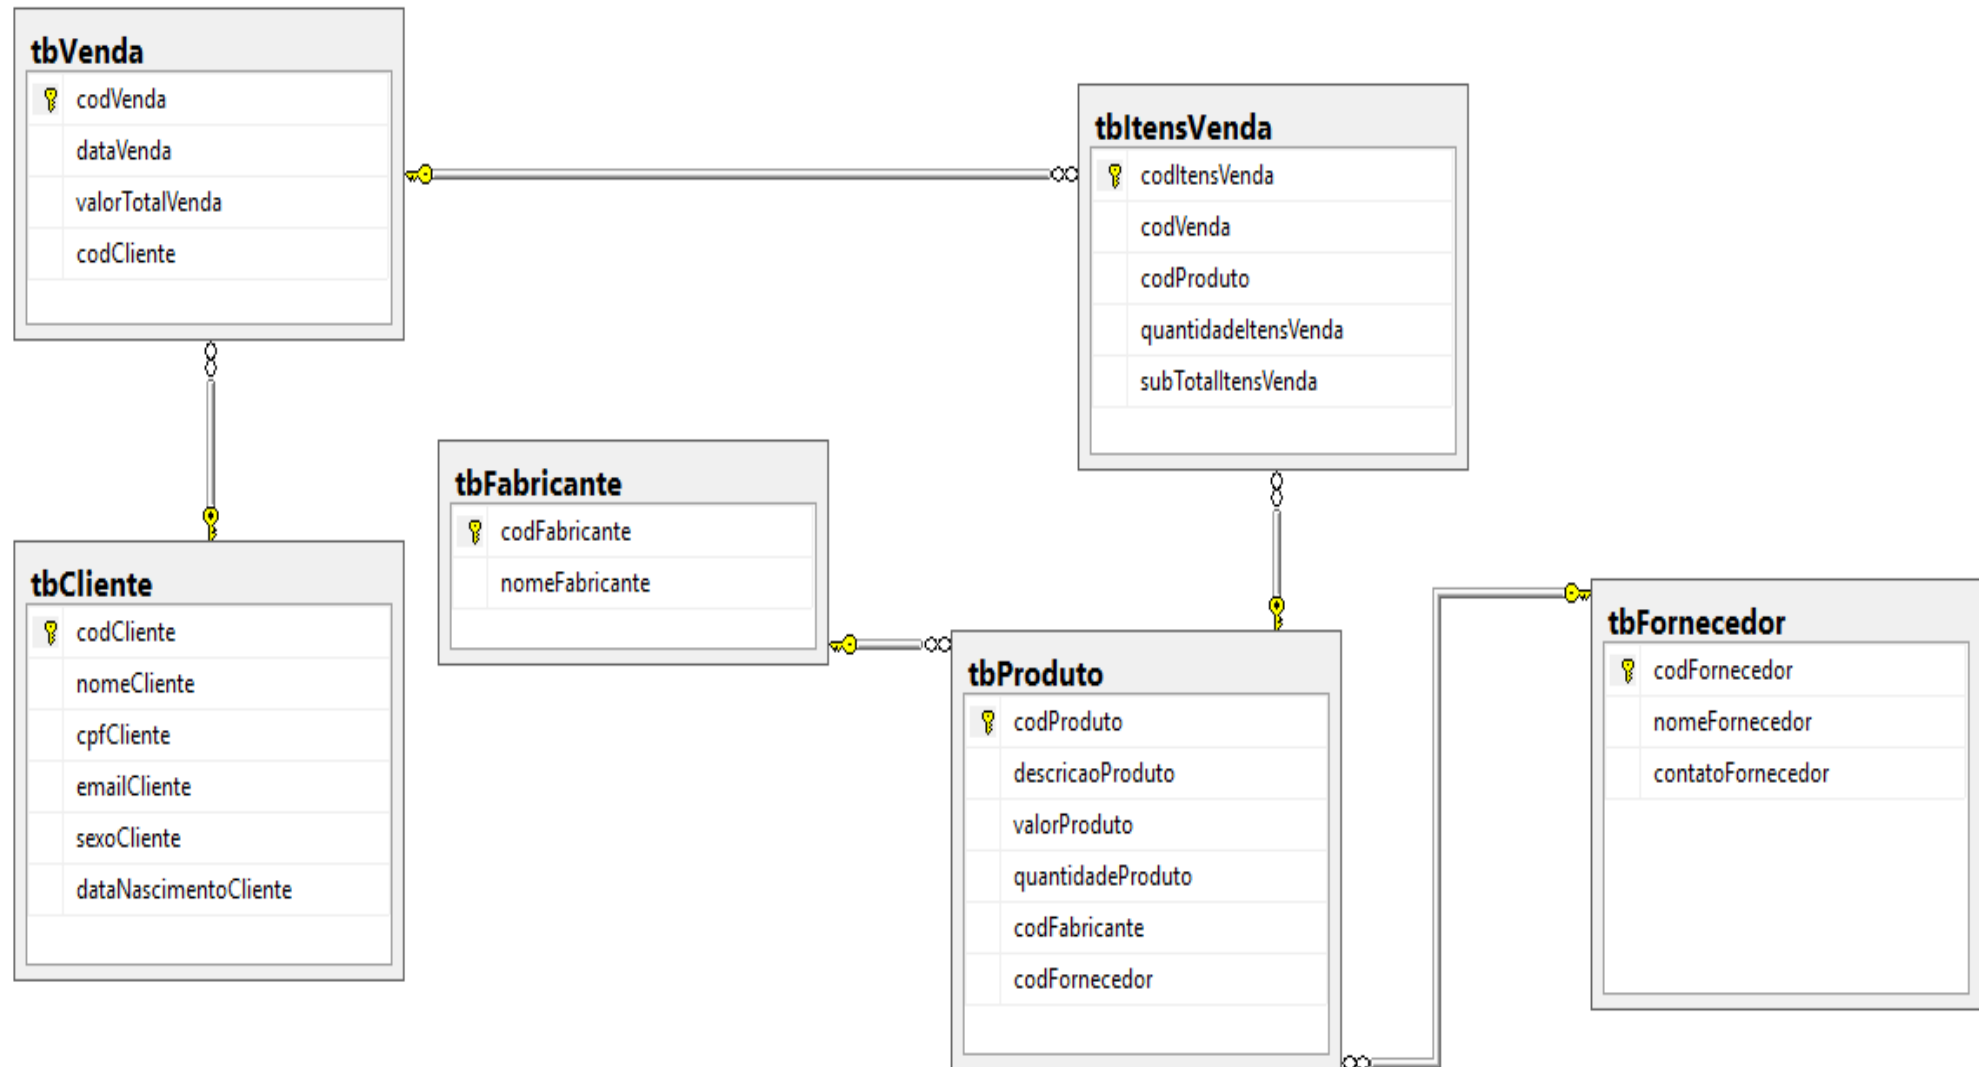 tbVenda
codVenda
dataVenda
valorTotalVenda
codCliente
tbItensVenda
codItensVenda
codVenda
codProduto
quantidadeItensVenda
subTotalItensVenda
tbFabricante
codFabricante
nomeFabricante
tbCliente
codCliente
nomeCliente
cpfCliente
emailCliente
sexoCliente
dataNascimentoCliente
tbProduto
codProduto
descricaoProduto
valorProduto
quantidadeProduto
codFabricante
codFornecedor
tbFornecedor
codFornecedor
nomeFornecedor
contatoFornecedor